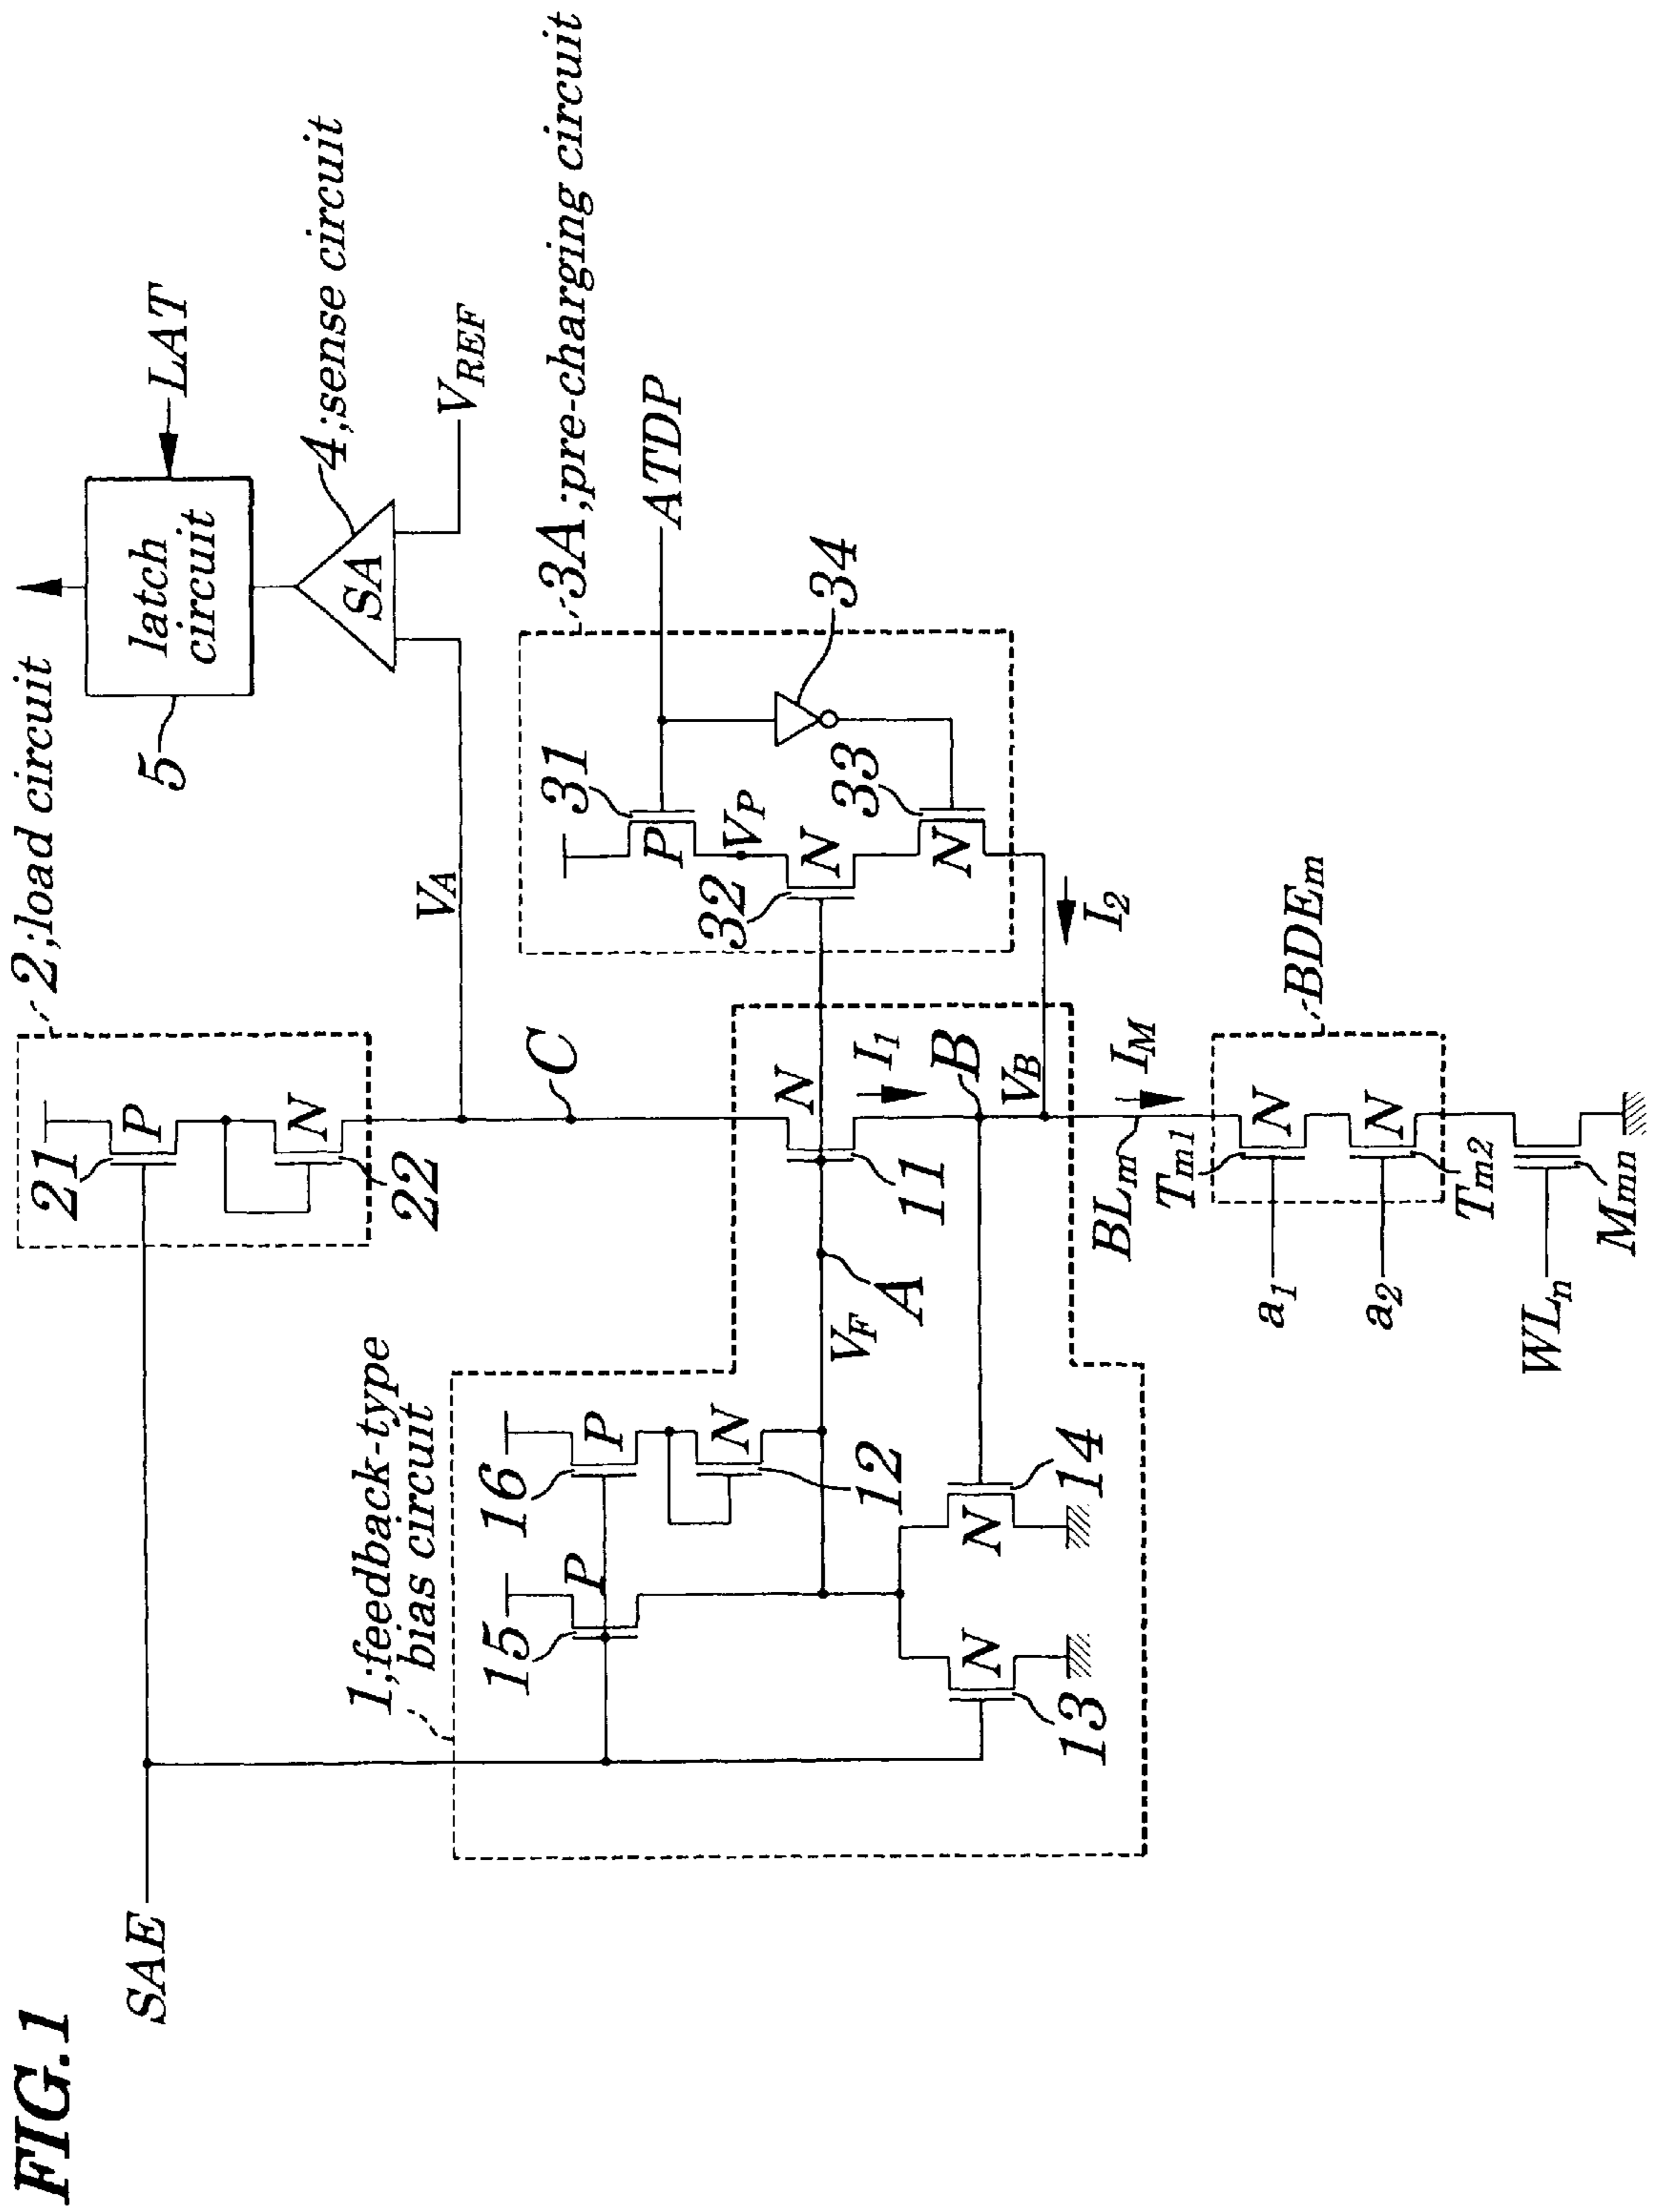 FIG.1
SAE
2;load circuit
21
P
N
22
5
latch
circuit
LAT
4;sense circuit
SA
V_REF
V_A
C
3A;pre-charging circuit
ATDP
31
P
V_P
32
N
33
N
34
I_2
1;feedback-type
bias circuit
15
P
16
P
N
12
V_F
A
N
11
I_1
B
V_B
13
N
14
N
BL_m
I_M
BDE_m
T_m1
N
a_1
N
a_2
T_m2
WL_n
M_mn